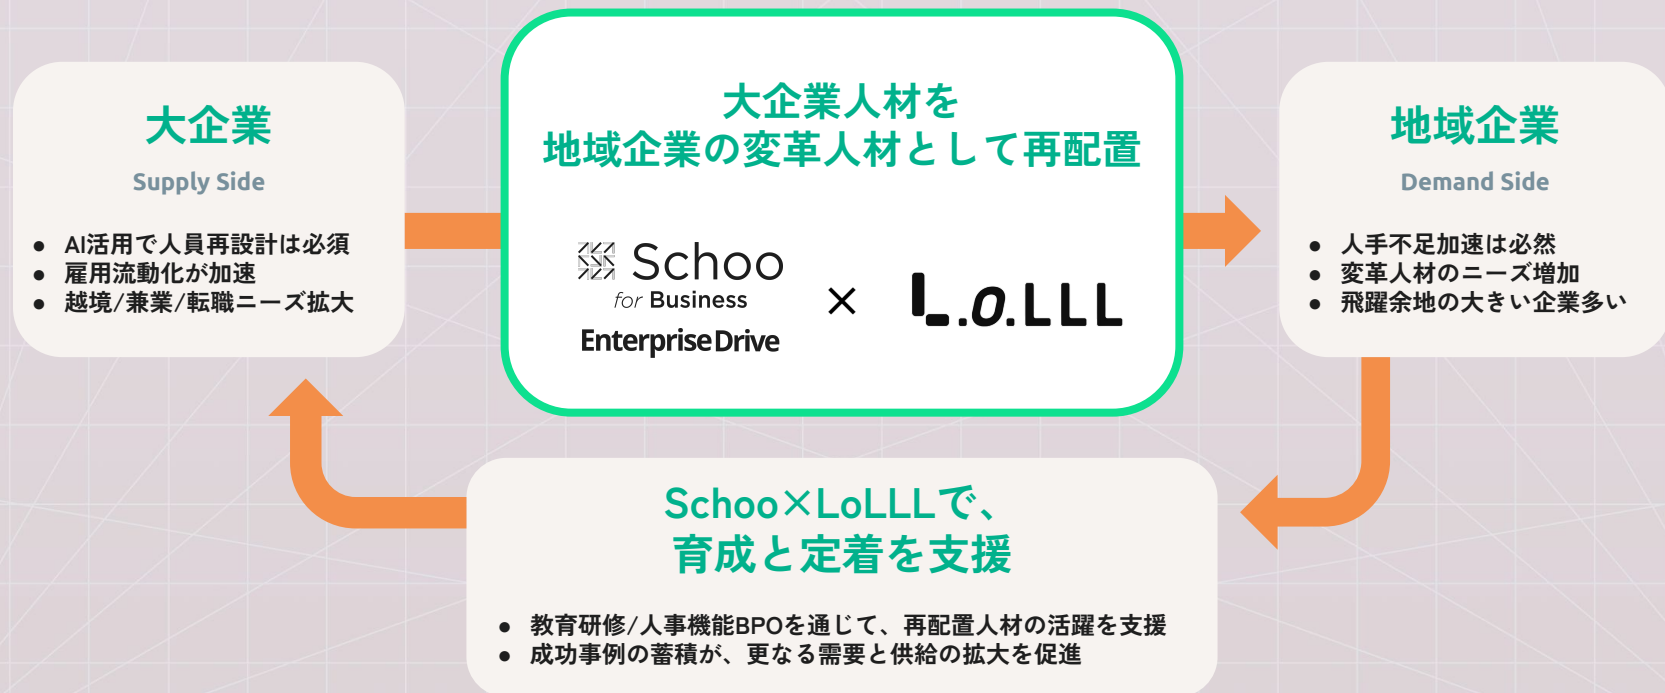 大企業
Supply Side
● AI活用で人員再設計は必須
● 雇用流動化が加速
● 越境/兼業/転職ニーズ拡大
大企業人材を
地域企業の変革人材として再配置
Schoo
for Business
Enterprise Drive
×
L.o.LLL
地域企業
Demand Side
● 人手不足加速は必然
● 変革人材のニーズ増加
● 飛躍余地の大きい企業多い
Schoo×LoLLLで、
育成と定着を支援
● 教育研修/人事機能BPOを通じて、再配置人材の活躍を支援
● 成功事例の蓄積が、更なる需要と供給の拡大を促進